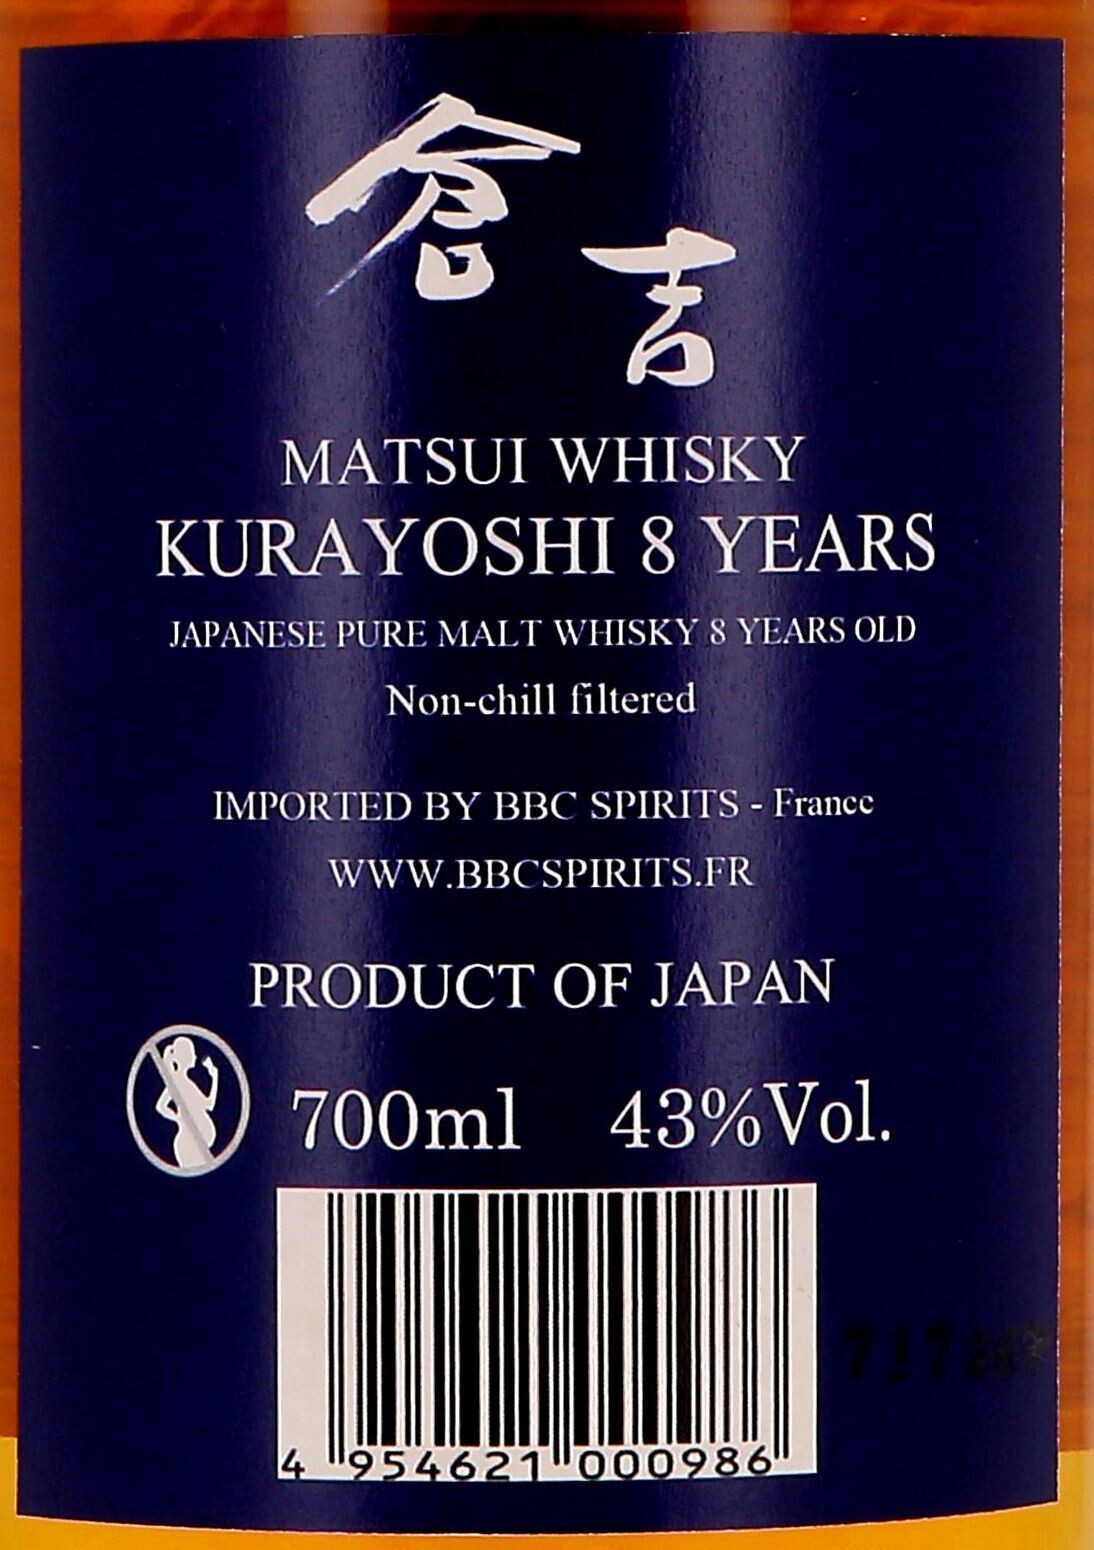 倉吉
MATSUI WHISKY
KURAYOSHI 8 YEARS
JAPANESE PURE MALT WHISKY 8 YEARS OLD
Non-chill filtered
IMPORTED BY BBC SPIRITS - France
WWW.BBCSPIRITS.FR
PRODUCT OF JAPAN
700ml 43%Vol.
4 954621 000986